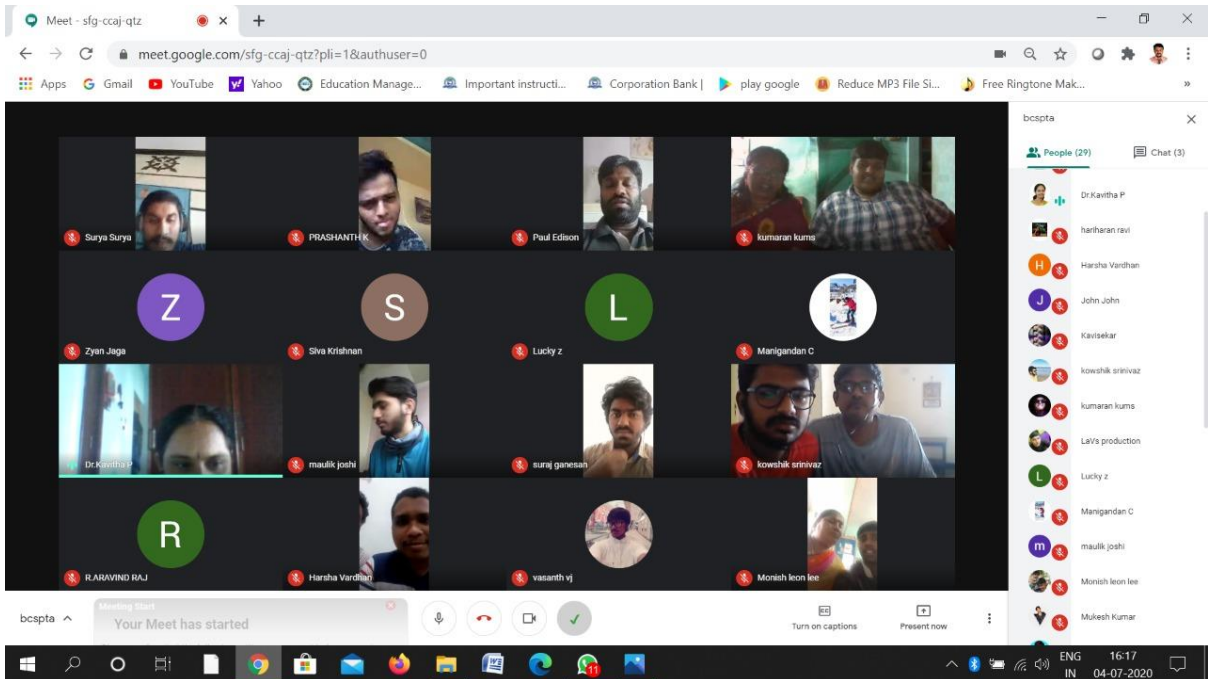 Meet - sfg-ccaj-qtz
meet.google.com/sfg-ccaj-qtz?pli=1&authuser=0
Apps Gmail YouTube Yahoo Education Manage... Important instructi... Corporation Bank | play google Reduce MP3 File Si... Free Ringtone Mak... »
bcspta
People (29) Chat (3)
Surya Surya PRASHANTH K Paul Edison kumaran kums
Z S L
Zyan Jaga Siva Krishnan Lucky z Manigandan C
Dr.Kavitha P maulik joshi suraj ganesan kowshik srinivaz
R
R.ARAVIND RAJ Harsha Vardhan vasanth vj Monish leon lee
Dr.Kavitha P
hariharan ravi
H Harsha Vardhan
J John John
Kavisekar
kowshik srinivaz
kumaran kums
LaVs production
L Lucky z
Manigandan C
m maulik joshi
Monish leon lee
Mukesh Kumar
bcspta
Meeting Start
Your Meet has started
Turn on captions Present now
11
ENG 16:17
IN 04-07-2020